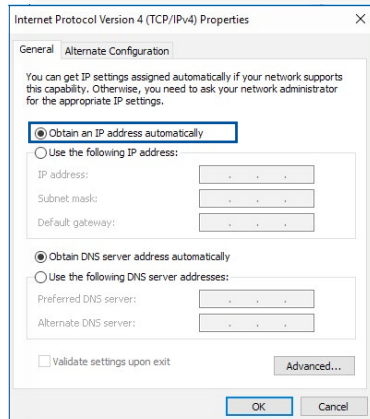 Internet Protocol Version 4 (TCP/IPv4) Properties
General
Alternate Configuration
You can get IP settings assigned automatically if your network supports
this capability. Otherwise, you need to ask your network administrator
for the appropriate IP settings.
Obtain an IP address automatically
Use the following IP address:
IP address:
Subnet mask:
Default gateway:
Obtain DNS server address automatically
Use the following DNS server addresses:
Preferred DNS server:
Alternate DNS server:
Validate settings upon exit
Advanced...
OK
Cancel